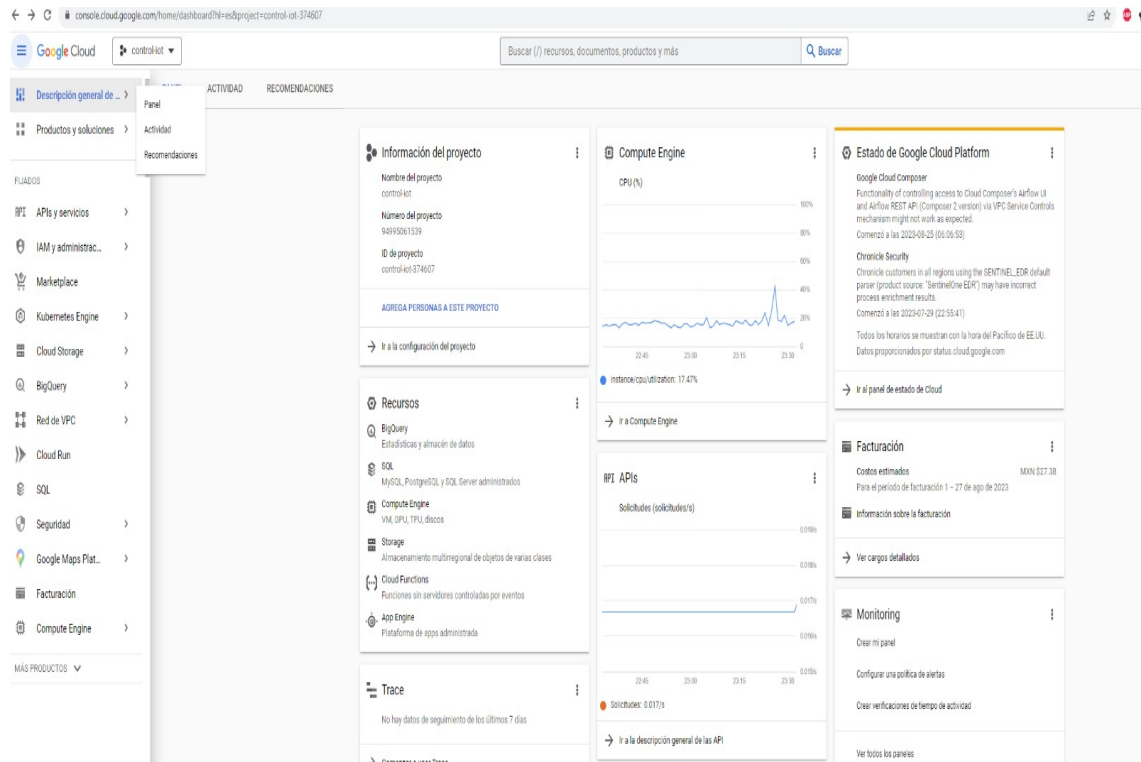 console.cloud.google.com/home/dashboard?hl=es&project=control-iot-374607
Google Cloud
control-iot
Buscar (/) recursos, documentos, productos y más
Buscar
Descripción general de ...
Productos y soluciones
FIJADOS
API APIs y servicios
IAM y administrac...
Marketplace
Kubernetes Engine
Cloud Storage
BigQuery
Red de VPC
Cloud Run
SQL
Seguridad
Google Maps Plat...
Facturación
Compute Engine
MÁS PRODUCTOS
Panel
Actividad
Recomendaciones
ACTIVIDAD
RECOMENDACIONES
Información del proyecto
Nombre del proyecto
control-iot
Número del proyecto
94995061539
ID de proyecto
control-iot-374607
AGREGA PERSONAS A ESTE PROYECTO
Ir a la configuración del proyecto
Recursos
BigQuery
Estadísticas y almacén de datos
SQL
MySQL, PostgreSQL y SQL Server administrados
Compute Engine
VM, GPU, TPU, discos
Storage
Almacenamiento multirregional de objetos de varias clases
Cloud Functions
Funciones sin servidores controladas por eventos
App Engine
Plataforma de apps administrada
Trace
No hay datos de seguimiento de los últimos 7 días
Compute Engine
CPU (%)
100%
80%
60%
40%
20%
0
22:45 23:00 23:15 23:30
instance/cpu/utilization: 17.47%
Ir a Compute Engine
API APIs
Solicitudes (solicitudes/s)
0.018/s
0.017/s
0.016/s
0.015/s
22:45 23:00 23:15 23:30
Solicitudes: 0.017/s
Ir a la descripción general de las API
Estado de Google Cloud Platform
Google Cloud Composer
Functionality of controlling access to Cloud Composer's Airflow UI
and Airflow REST API (Composer 2 version) via VPC Service Controls
mechanism might not work as expected.
Comenzó a las 2023-08-25 (06:06:53)
Chronicle Security
Chronicle customers in all regions using the SENTINEL_EDR default
parser (product source: "SentinelOne EDR") may have incorrect
process enrichment results.
Comenzó a las 2023-07-29 (22:55:41)
Todos los horarios se muestran con la hora del Pacífico de EE.UU.
Datos proporcionados por status.cloud.google.com
Ir al panel de estado de Cloud
Facturación
Costos estimados MXN $27.38
Para el período de facturación 1 – 27 de ago de 2023
Información sobre la facturación
Ver cargos detallados
Monitoring
Crear mi panel
Configurar una política de alertas
Crear verificaciones de tiempo de actividad
Ver todos los paneles